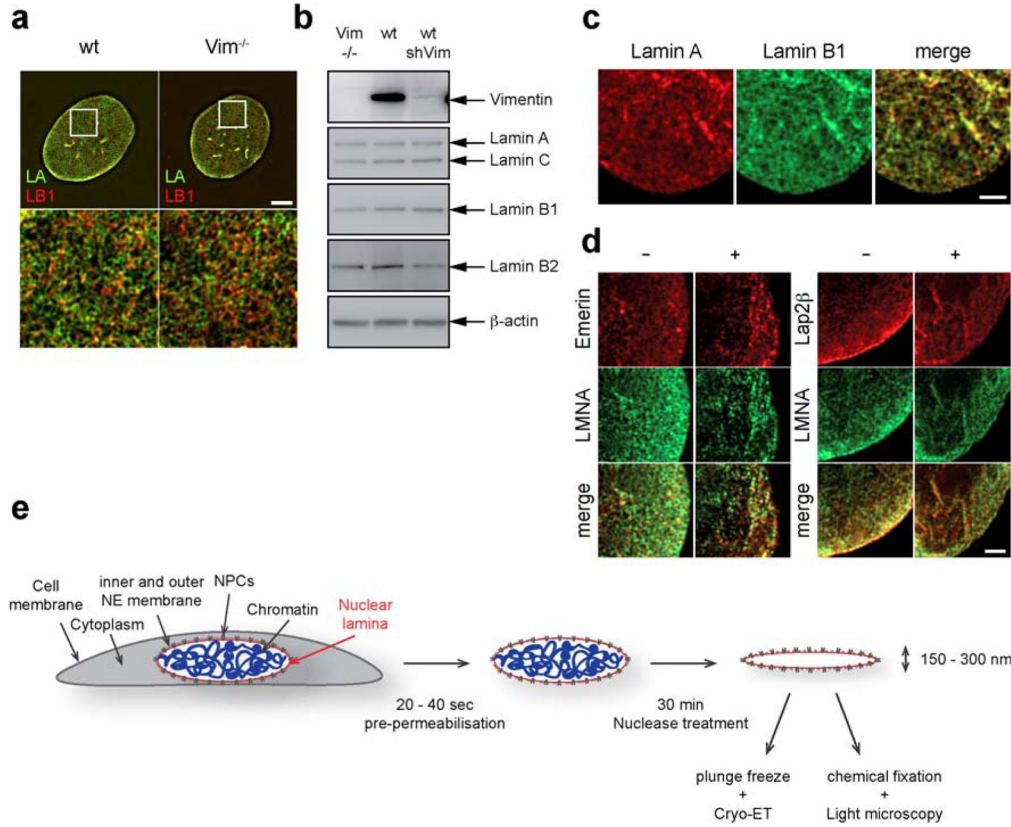 a
wt
Vim-/-
LA
LB1
LA
LB1
b
Vim
-/-
wt
wt
shVim
Vimentin
Lamin A
Lamin C
Lamin B1
Lamin B2
β-actin
c
Lamin A
Lamin B1
merge
d
–
+
–
+
Emerin
LMNA
merge
Lap2β
LMNA
merge
e
Cell
membrane
Cytoplasm
inner and outer
NE membrane
NPCs
Chromatin
Nuclear
lamina
20 - 40 sec
pre-permeabilisation
30 min
Nuclease treatment
150 - 300 nm
plunge freeze
+
Cryo-ET
chemical fixation
+
Light microscopy